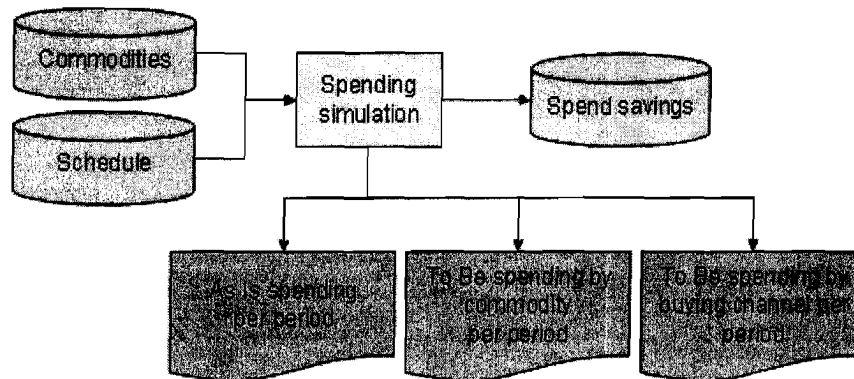 Commodities
Schedule
Spending
simulation
Spend savings
As Is spending
per period
To Be spending by
commodity
per period
To Be spending by
buying channel per
period